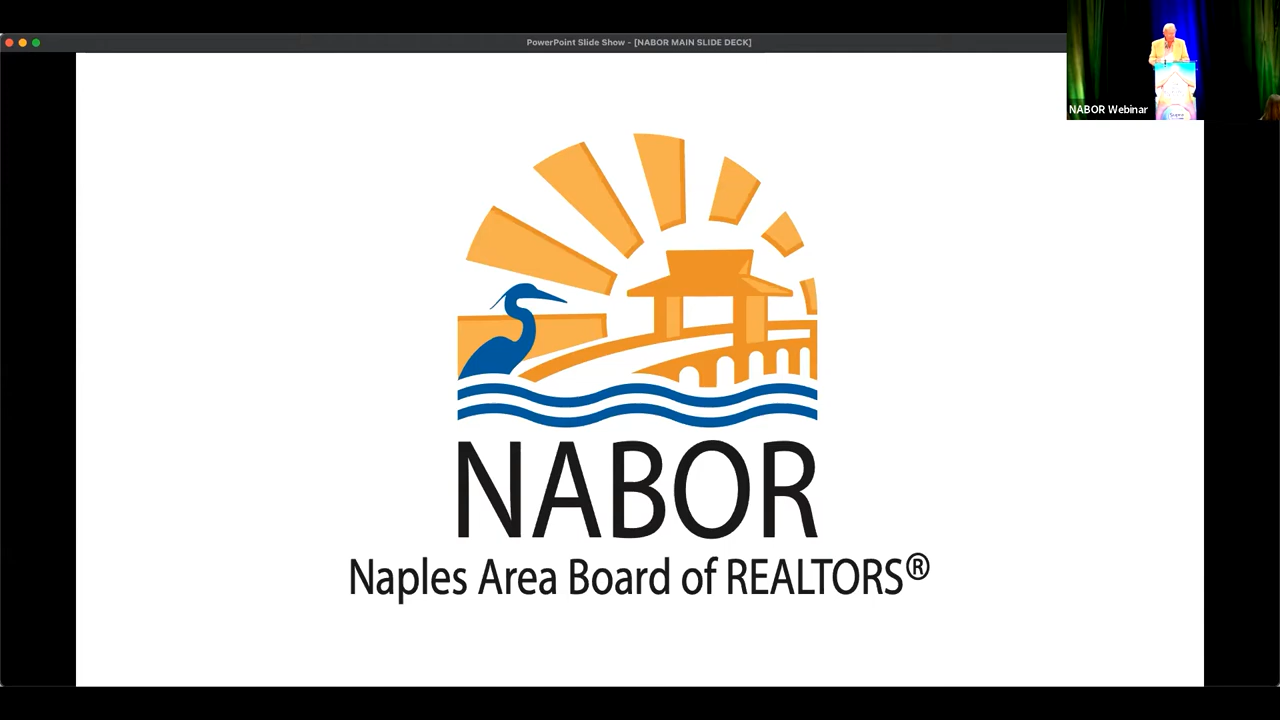 PowerPoint Slide Show - [NABOR MAIN SLIDE DECK]
NABOR Webinar
NABOR
Naples Area Board of REALTORS®